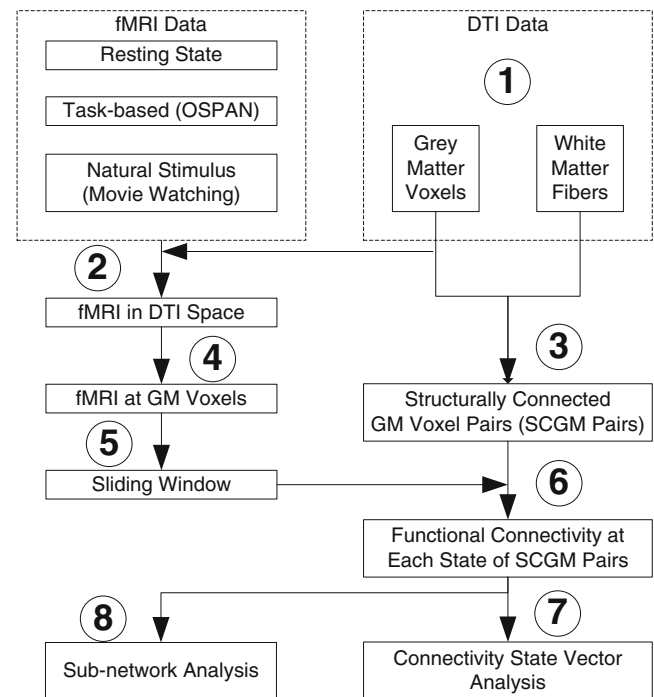 fMRI Data
Resting State
Task-based (OSPAN)
Natural Stimulus
(Movie Watching)
DTI Data
1
Grey
Matter
Voxels
White
Matter
Fibers
2
fMRI in DTI Space
3
4
fMRI at GM Voxels
Structurally Connected
GM Voxel Pairs (SCGM Pairs)
5
Sliding Window
6
Functional Connectivity at
Each State of SCGM Pairs
8
7
Sub-network Analysis
Connectivity State Vector
Analysis